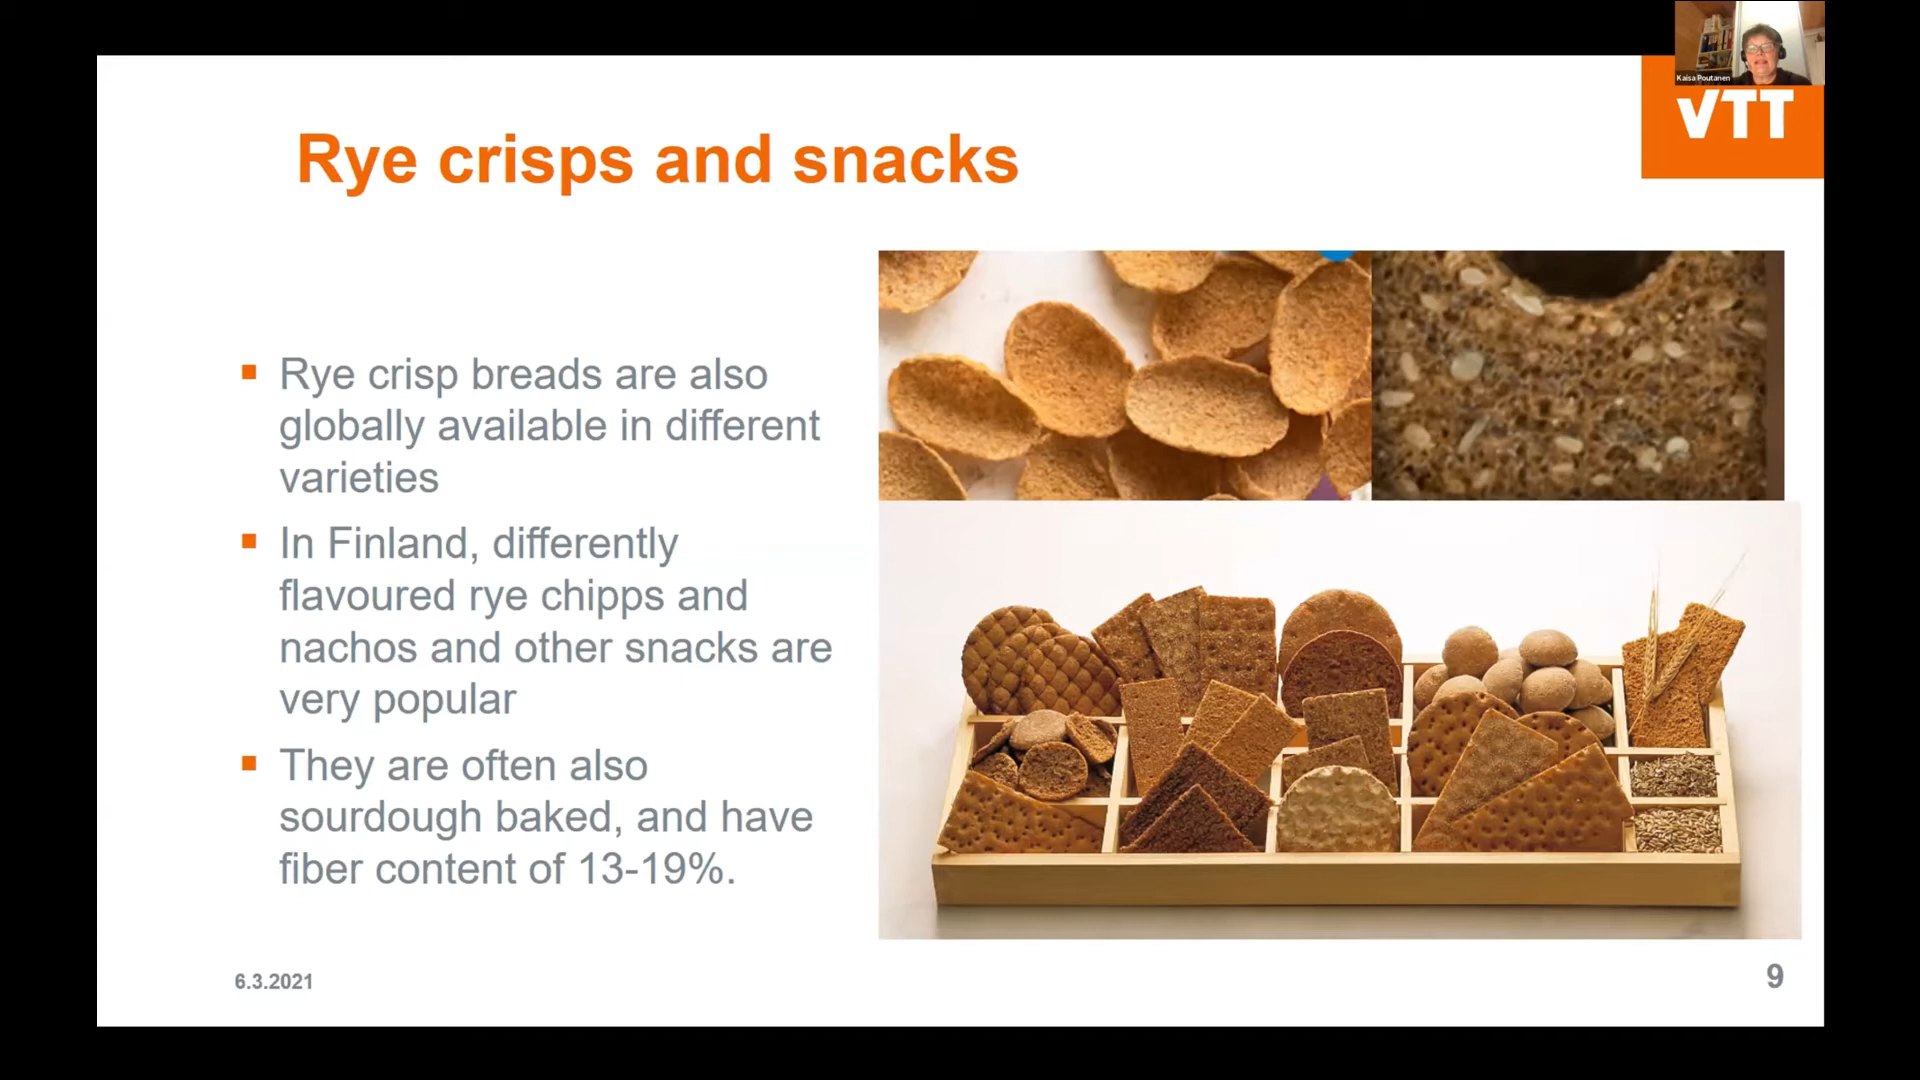 Kaisa Poutanen
VTT
Rye crisps and snacks
▪ Rye crisp breads are also
globally available in different
varieties
▪ In Finland, differently
flavoured rye chipps and
nachos and other snacks are
very popular
▪ They are often also
sourdough baked, and have
fiber content of 13-19%.
6.3.2021
9